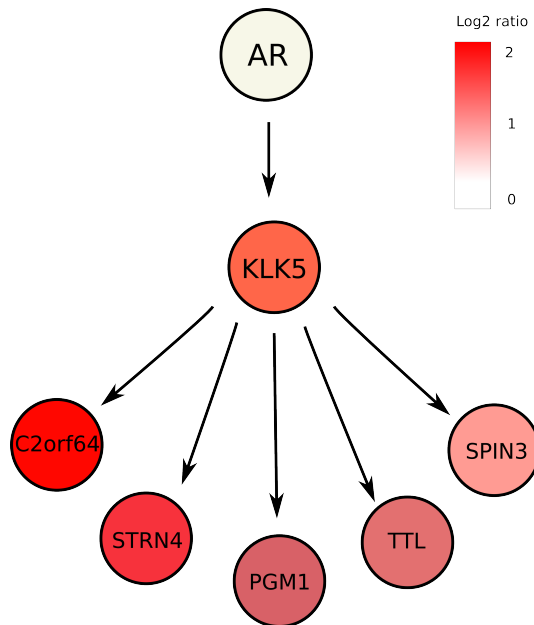 Log2 ratio
2
1
0
AR
KLK5
C2orf64
SPIN3
STRN4
TTL
PGM1